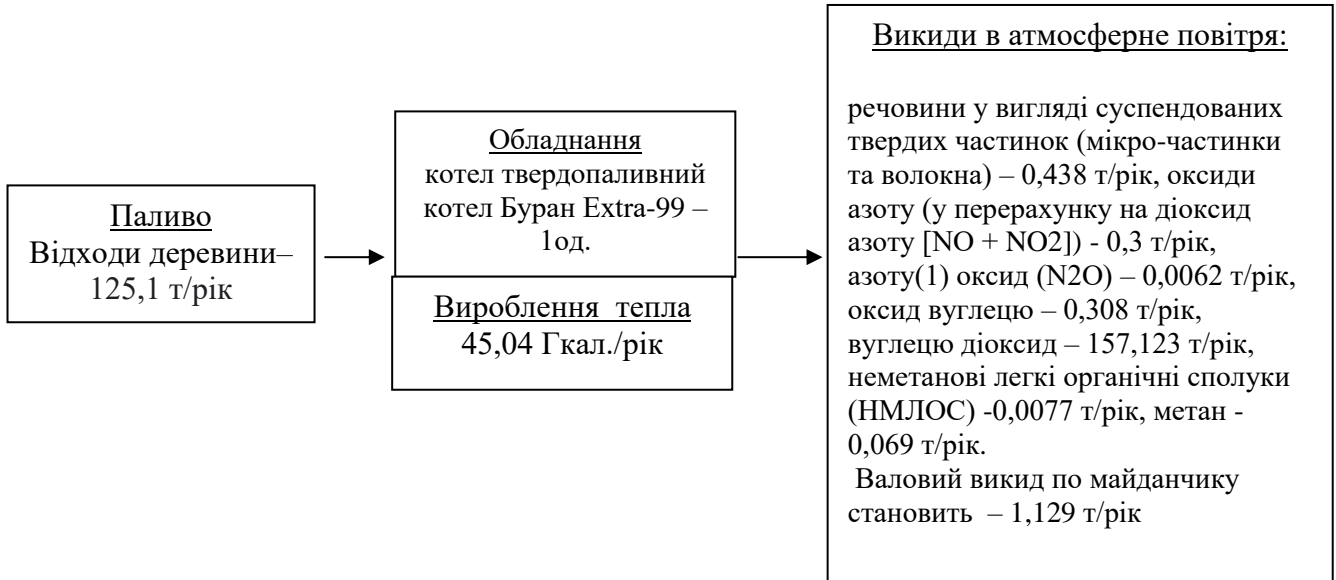 Паливо
Відходи деревини–
125,1 т/рік
Обладнання
котел твердопаливний
котел Буран Extra-99 –
1од.
Вироблення тепла
45,04 Гкал./рік
Викиди в атмосферне повітря:
речовини у вигляді суспендованих
твердих частинок (мікро-частинки
та волокна) – 0,438 т/рік, оксиди
азоту (у перерахунку на діоксид
азоту [NO + NO2]) - 0,3 т/рік,
азоту(1) оксид (N2O) – 0,0062 т/рік,
оксид вуглецю – 0,308 т/рік,
вуглецю діоксид – 157,123 т/рік,
неметанові легкі органічні сполуки
(НМЛОС) -0,0077 т/рік, метан -
0,069 т/рік.
Валовий викид по майданчику
становить – 1,129 т/рік